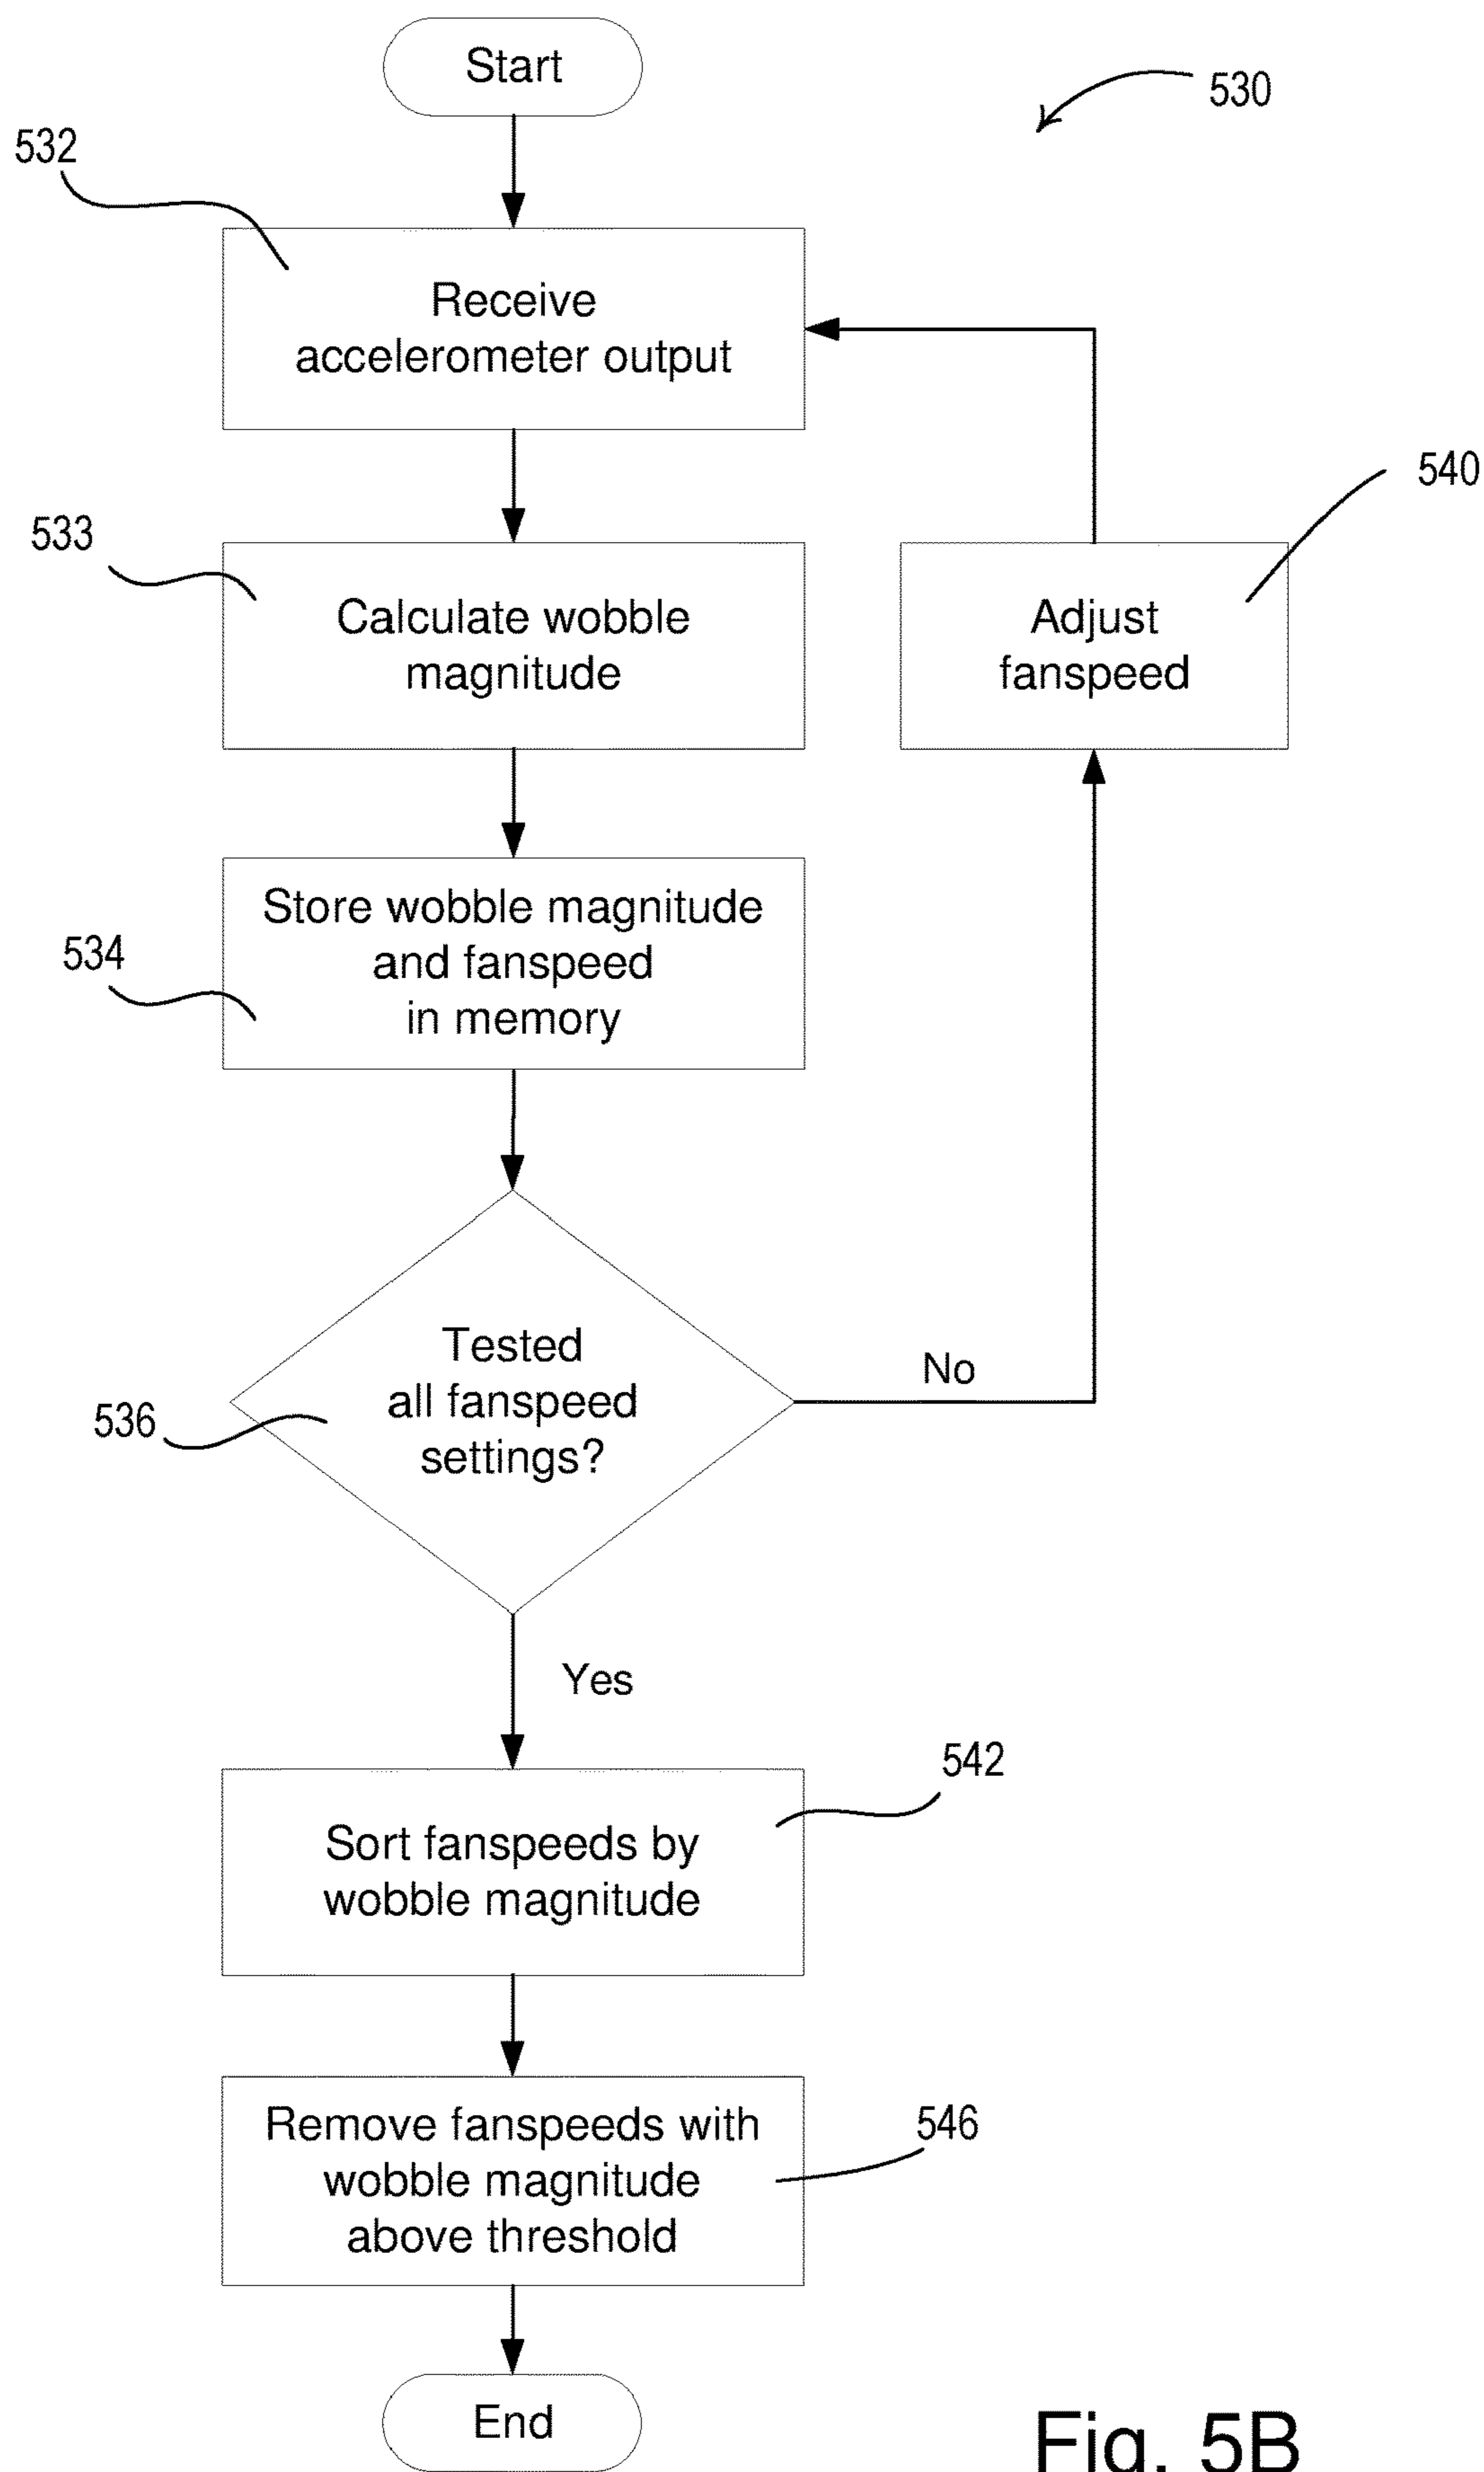 Start
530
532
Receive
accelerometer output
540
533
Calculate wobble
magnitude
Adjust
fanspeed
534
Store wobble magnitude
and fanspeed
in memory
536
Tested
all fanspeed
settings?
No
Yes
542
Sort fanspeeds by
wobble magnitude
546
Remove fanspeeds with
wobble magnitude
above threshold
End
Fig. 5B